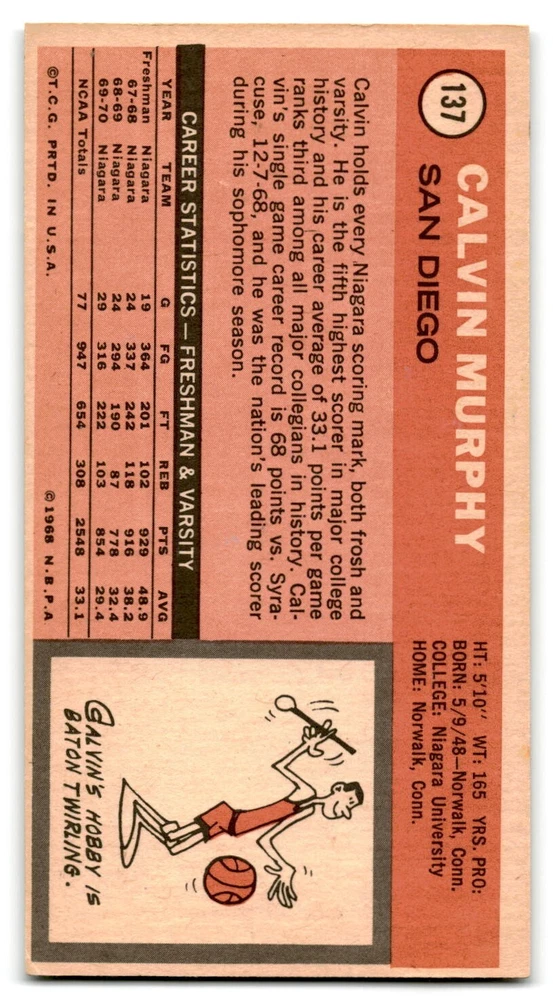 137
CALVIN MURPHY
SAN DIEGO
HT: 5'10" WT: 165 YRS. PRO:
BORN: 5/9/48—Norwalk, Conn.
COLLEGE: Niagara University
HOME: Norwalk, Conn.
Calvin holds every Niagara scoring mark, both frosh and
varsity. He is the fifth highest scorer in major college
history and his career average of 33.1 points per game
ranks third among all major collegians in history. Cal-
vin's single game career record is 68 points vs. Syra-
cuse, 12-7-68, and he was the nation's leading scorer
during his sophomore season.
CAREER STATISTICS — FRESHMAN & VARSITY
YEAR TEAM G FG FT REB PTS AVG
Freshman Niagara 19 364 201 102 929 48.9
67-68 Niagara 24 337 242 118 916 38.2
68-69 Niagara 24 294 190 87 778 32.4
69-70 Niagara 29 316 222 103 854 29.4
NCAA Totals 77 947 654 308 2548 33.1
©T.C.G. PRTD. IN U.S.A. © 1968 N.B.P.A
CALVIN'S HOBBY IS
BATON TWIRLING.